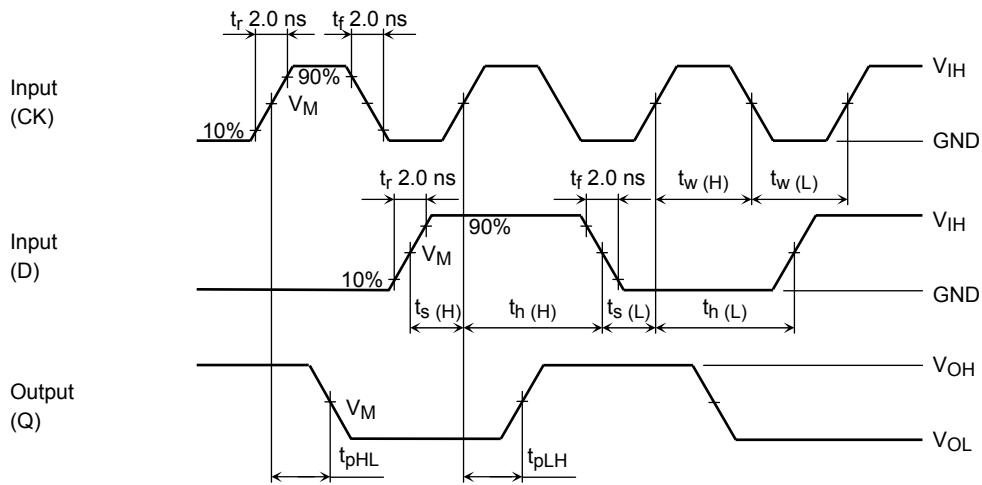 tr 2.0 ns tf 2.0 ns
Input
(CK)
90%
VM
10%
VIH
GND
tr 2.0 ns tf 2.0 ns tw (H) tw (L)
Input
(D)
90%
VM
10%
VIH
GND
ts (H) th (H) ts (L) th (L)
Output
(Q)
VM
VOH
VOL
tpHL tpLH